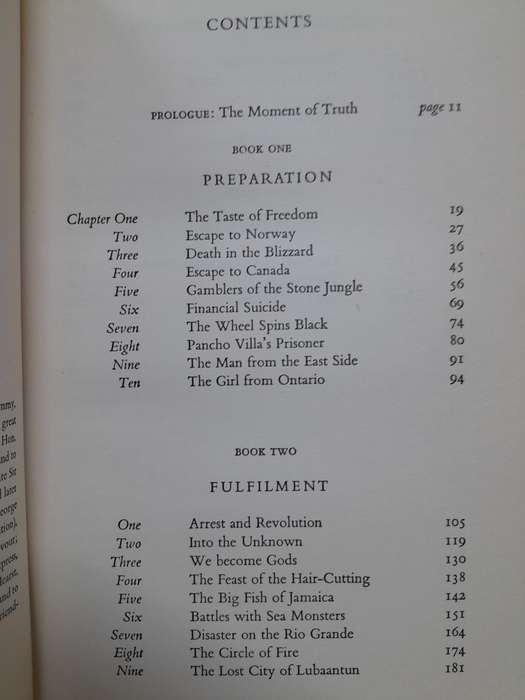 CONTENTS
PROLOGUE: The Moment of Truth page 11
BOOK ONE
PREPARATION
Chapter One The Taste of Freedom 19
Two Escape to Norway 27
Three Death in the Blizzard 36
Four Escape to Canada 45
Five Gamblers of the Stone Jungle 56
Six Financial Suicide 69
Seven The Wheel Spins Black 74
Eight Pancho Villa's Prisoner 80
Nine The Man from the East Side 91
Ten The Girl from Ontario 94
BOOK TWO
FULFILMENT
One Arrest and Revolution 105
Two Into the Unknown 119
Three We become Gods 130
Four The Feast of the Hair-Cutting 138
Five The Big Fish of Jamaica 142
Six Battles with Sea Monsters 151
Seven Disaster on the Rio Grande 164
Eight The Circle of Fire 174
Nine The Lost City of Lubaantun 181
great
Hon.
and to
Sir
later